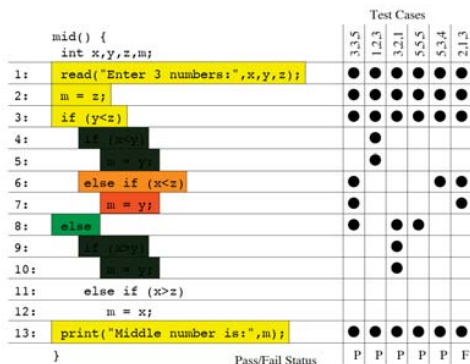 Test Cases
mid() {
int x,y,z,m;
3,3,5 1,2,3 3,2,1 5,5,5 5,3,4 2,1,3
1: read("Enter 3 numbers:",x,y,z);
2: m = z;
3: if (y<z)
4: if (x<y)
5: m = y;
6: else if (x<z)
7: m = y;
8: else
9: if (x>y)
10: m = y;
11: else if (x>z)
12: m = x;
13: print("Middle number is:",m);
} Pass/Fail Status P P P P P F